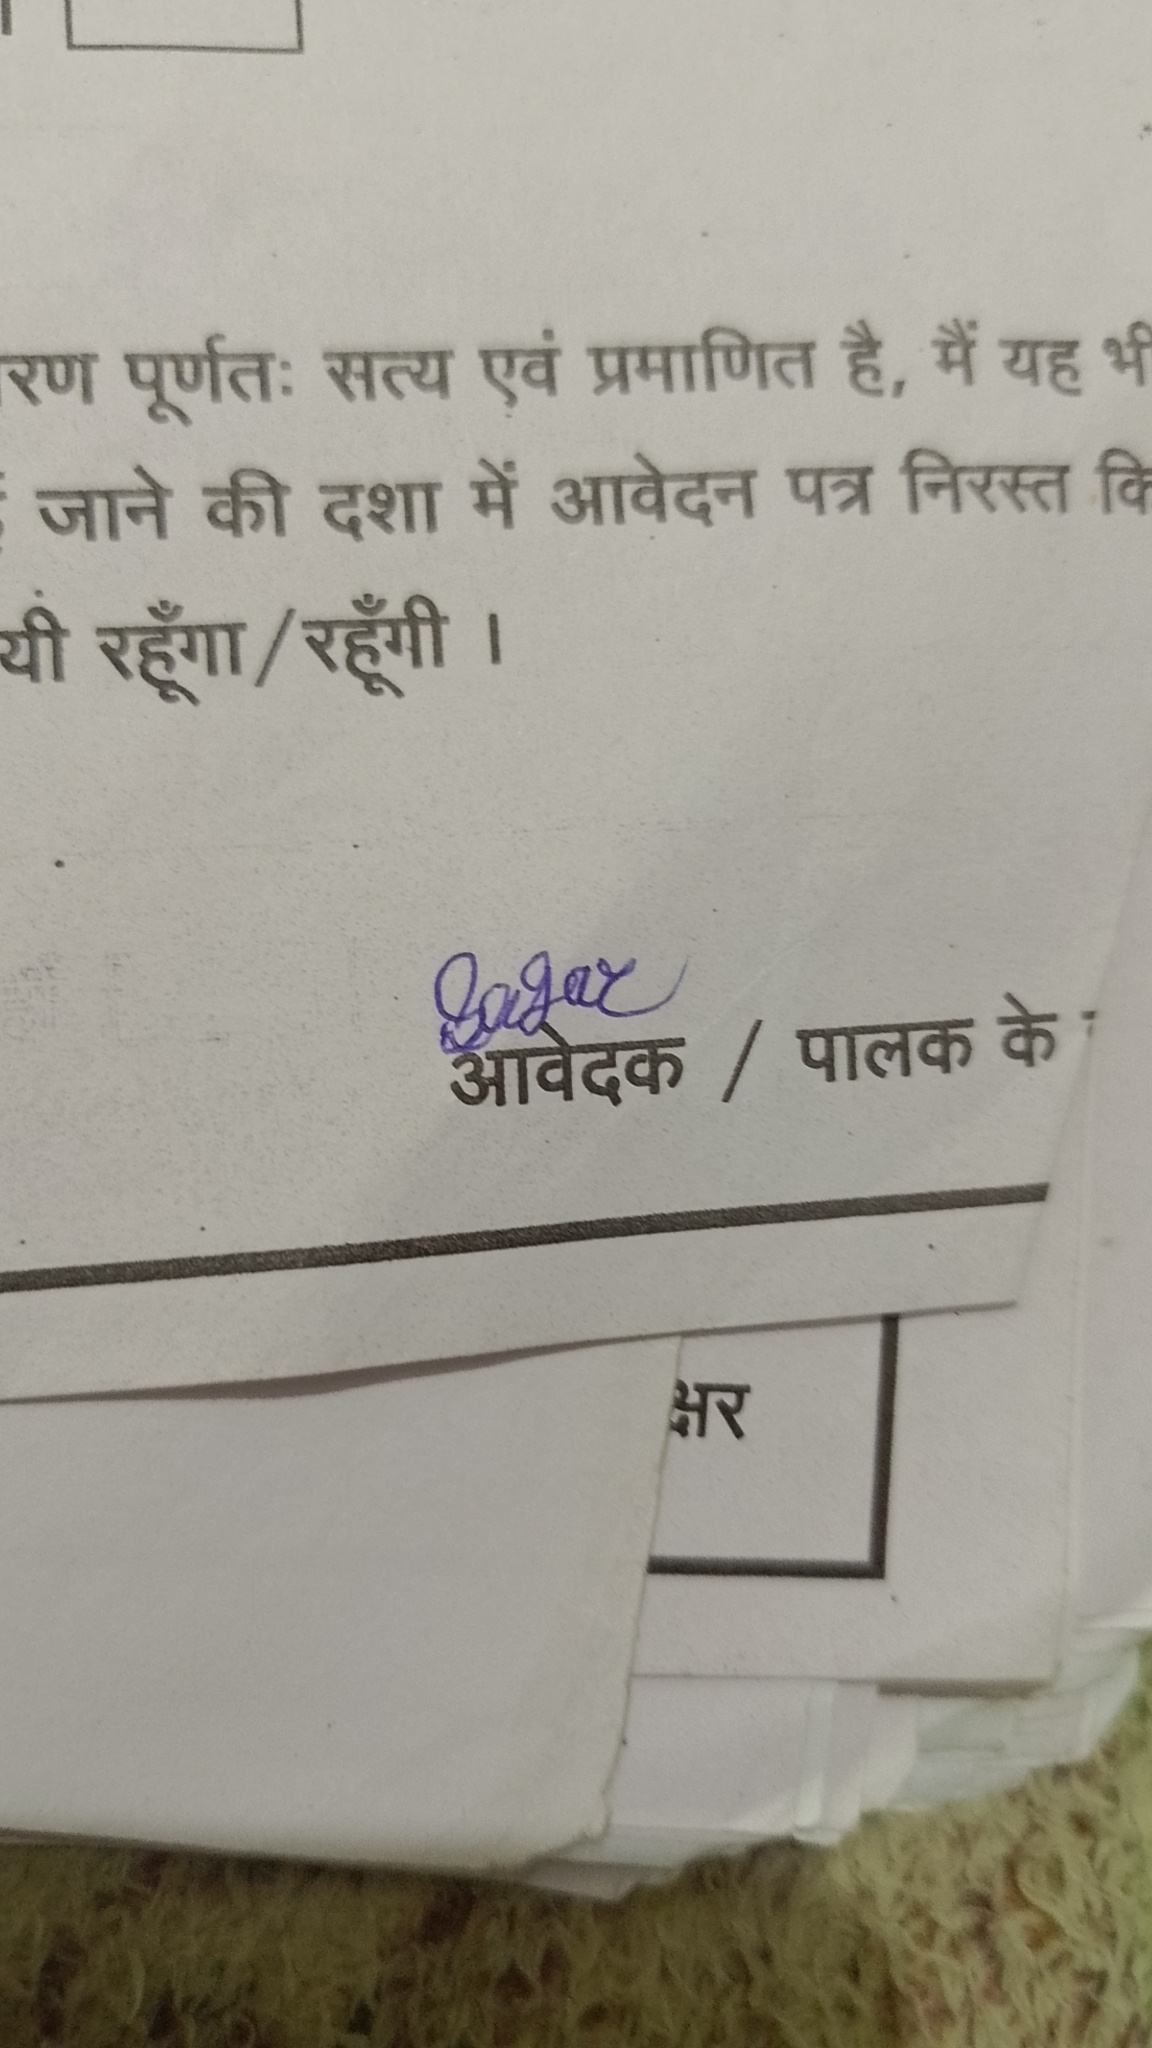 रण पूर्णतः सत्य एवं प्रमाणित है, मैं यह भी
जाने की दशा में आवेदन पत्र निरस्त कि
यी रहूँगा/रहूँगी ।
Sagar
आवेदक / पालक के
क्षर